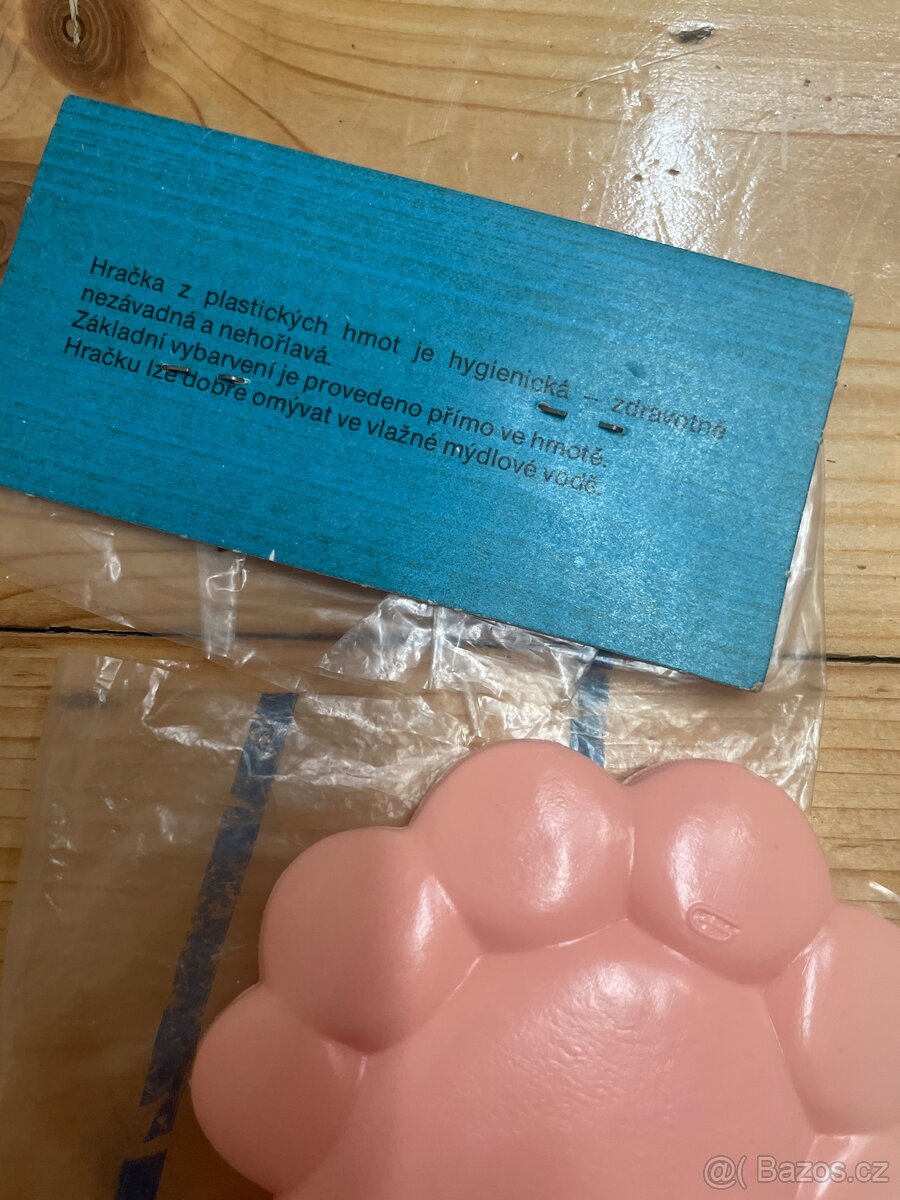 Hračka z plastických hmot je hygienická – zdravotně
nezávadná a nehořlavá.
Základní vybarvení je provedeno přímo ve hmotě.
Hračku lze dobře omývat ve vlažné mýdlové vodě.
@( Bazos.cz